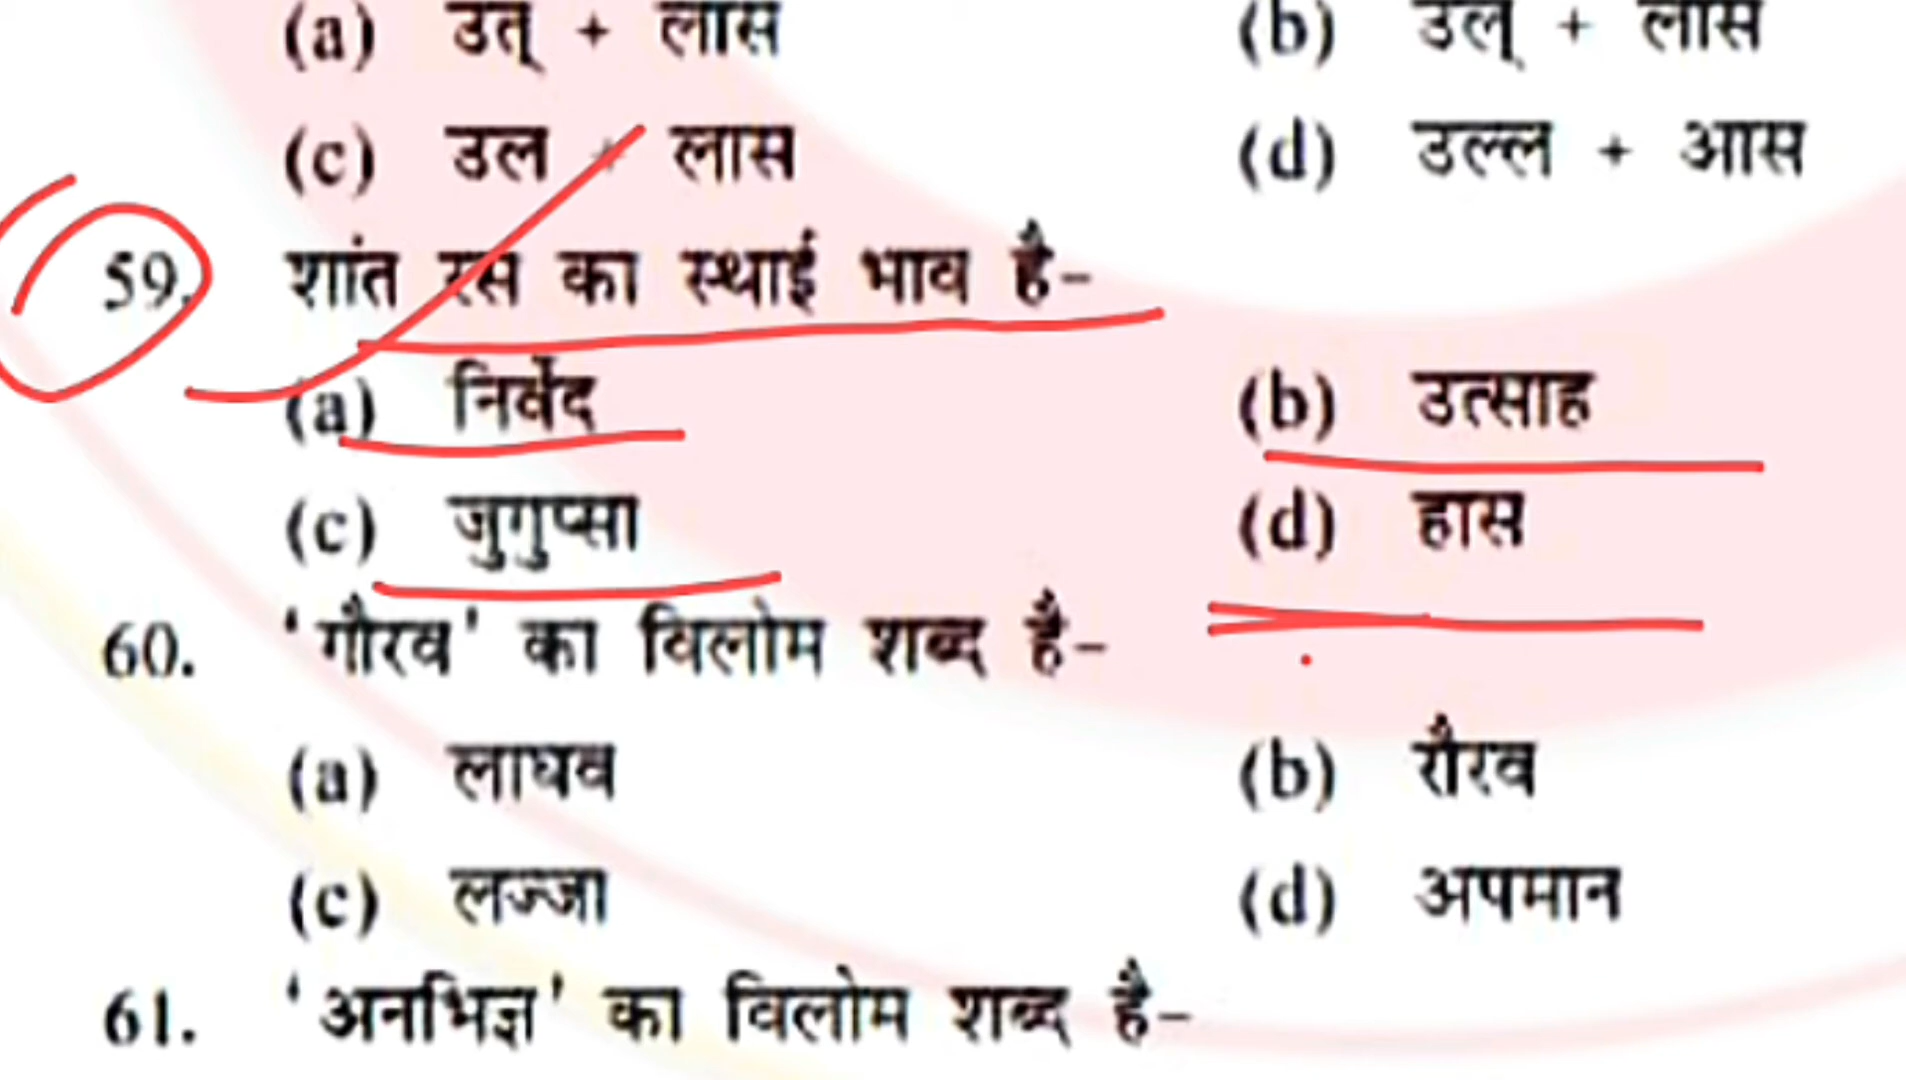 (a) उत् + लास (b) उल् + लास
(c) उल + लास (d) उल्ल + आस
59. शांत रस का स्थाई भाव है-
(a) निर्वेद (b) उत्साह
(c) जुगुप्सा (d) हास
60. 'गौरव' का विलोम शब्द है-
(a) लाघव (b) रौरव
(c) लज्जा (d) अपमान
61. 'अनभिज्ञ' का विलोम शब्द है-